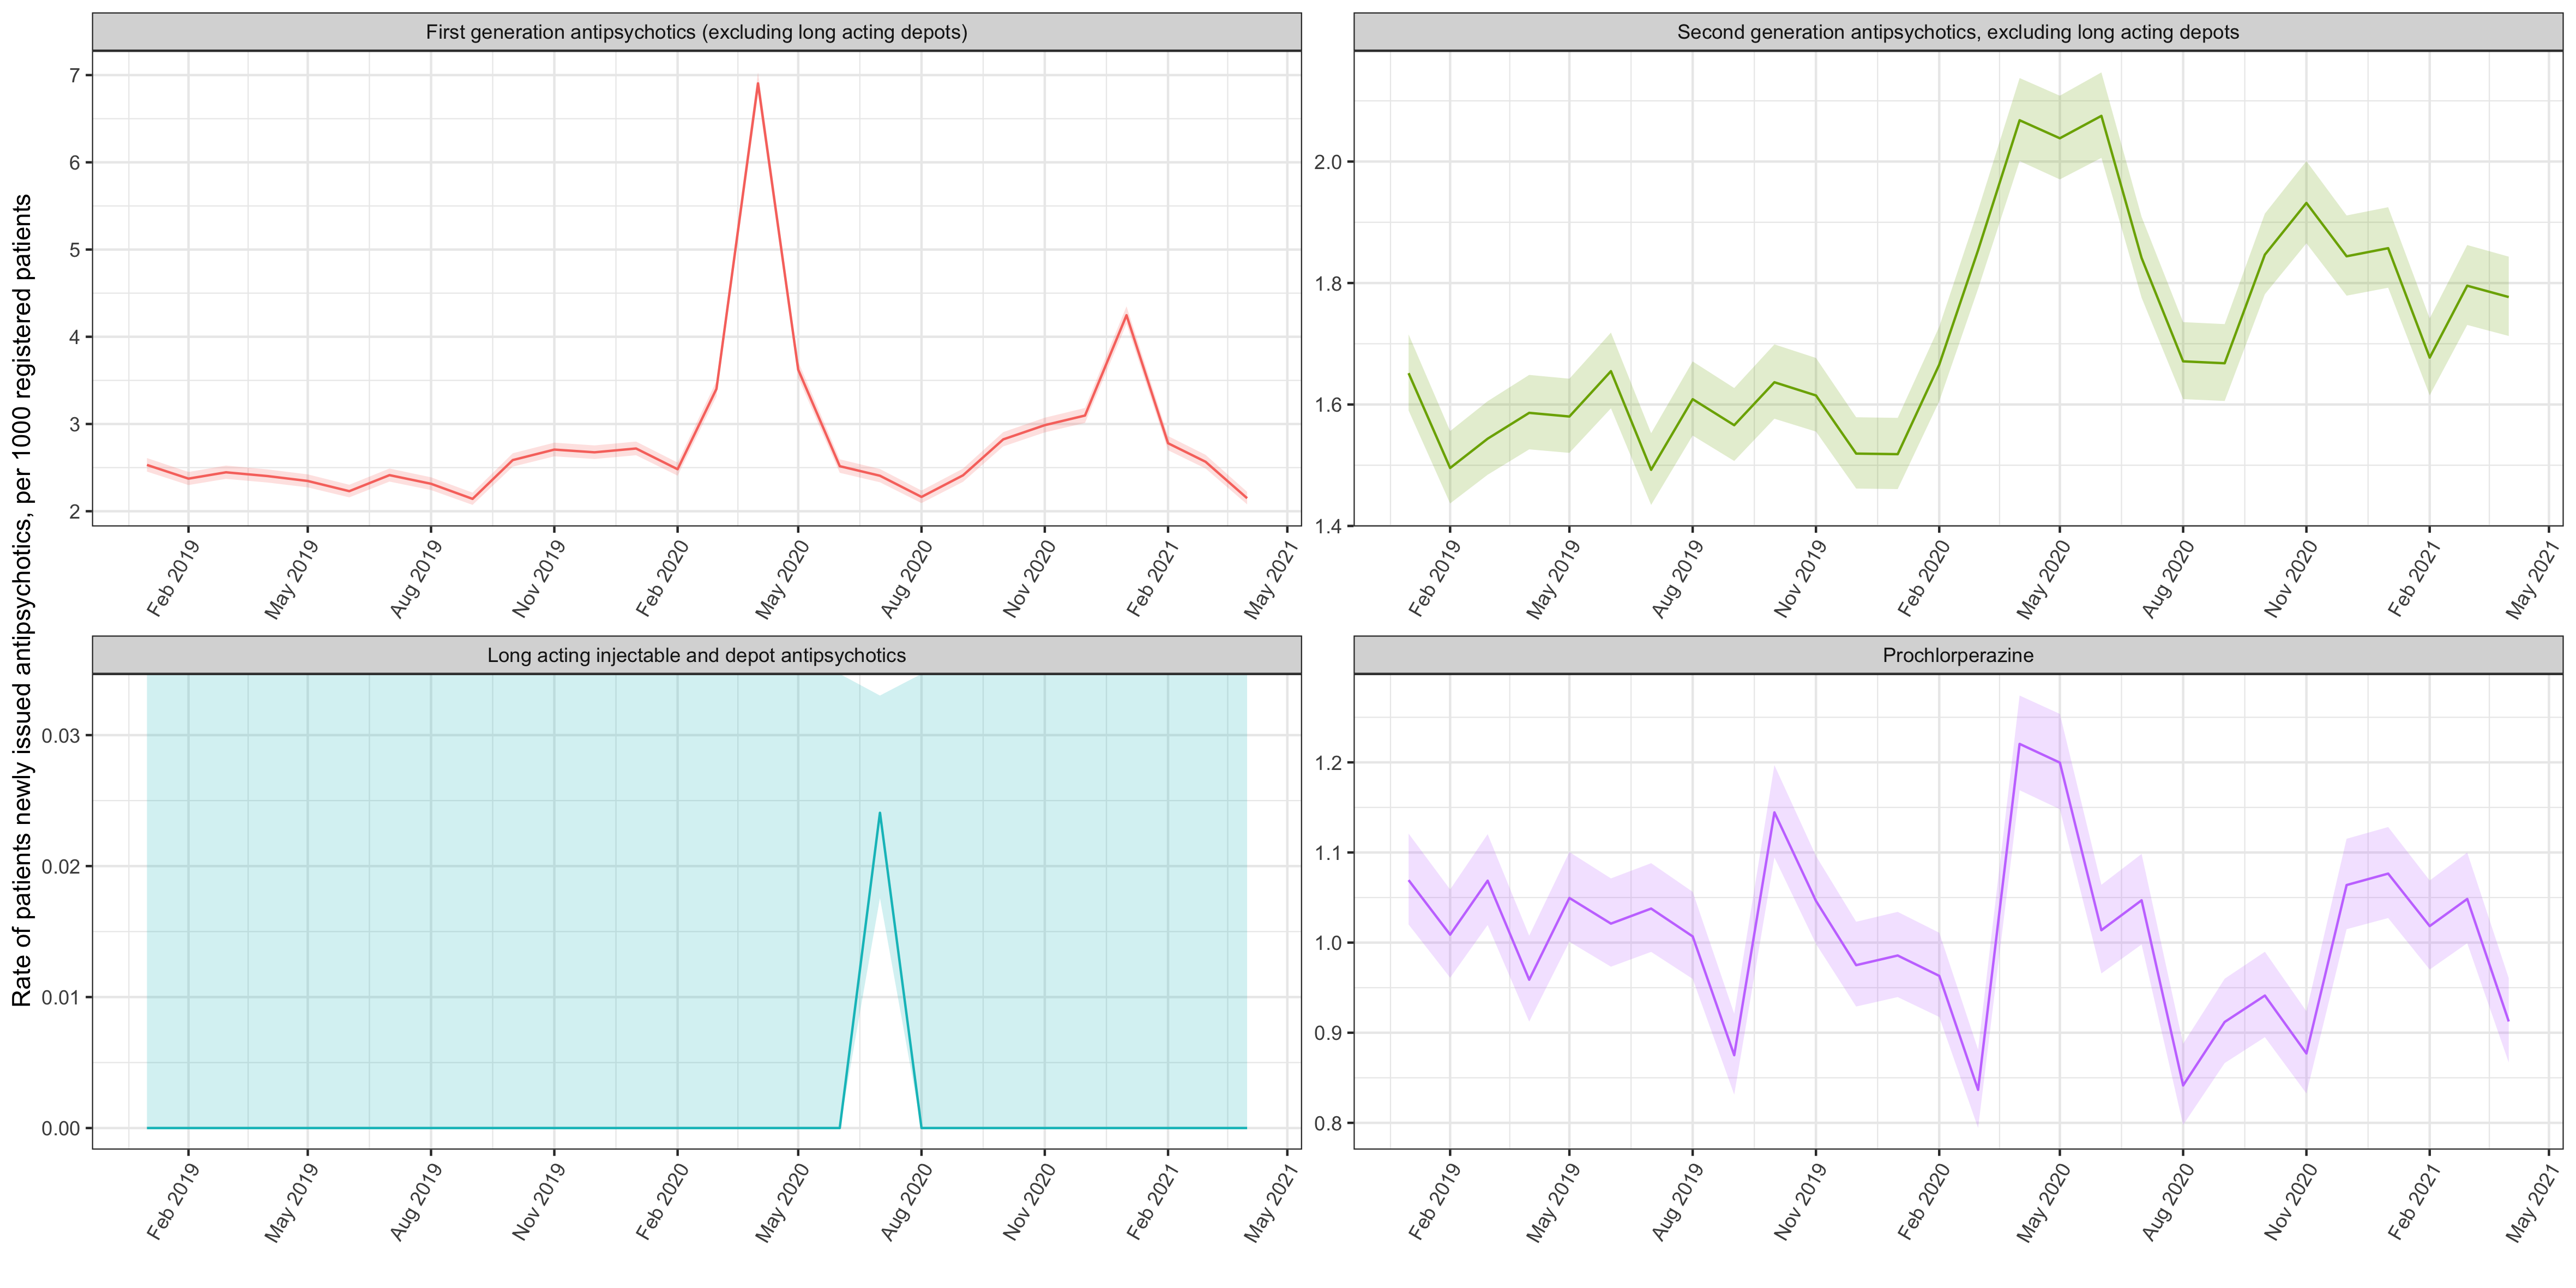 Rate of patients newly issued antipsychotics, per 1000 registered patients
First generation antipsychotics (excluding long acting depots)
7
6
5
4
3
2
Feb 2019
May 2019
Aug 2019
Nov 2019
Feb 2020
May 2020
Aug 2020
Nov 2020
Feb 2021
May 2021
Second generation antipsychotics, excluding long acting depots
2.0
1.8
1.6
1.4
Feb 2019
May 2019
Aug 2019
Nov 2019
Feb 2020
May 2020
Aug 2020
Nov 2020
Feb 2021
May 2021
Long acting injectable and depot antipsychotics
0.03
0.02
0.01
0.00
Feb 2019
May 2019
Aug 2019
Nov 2019
Feb 2020
May 2020
Aug 2020
Nov 2020
Feb 2021
May 2021
Prochlorperazine
1.2
1.1
1.0
0.9
0.8
Feb 2019
May 2019
Aug 2019
Nov 2019
Feb 2020
May 2020
Aug 2020
Nov 2020
Feb 2021
May 2021